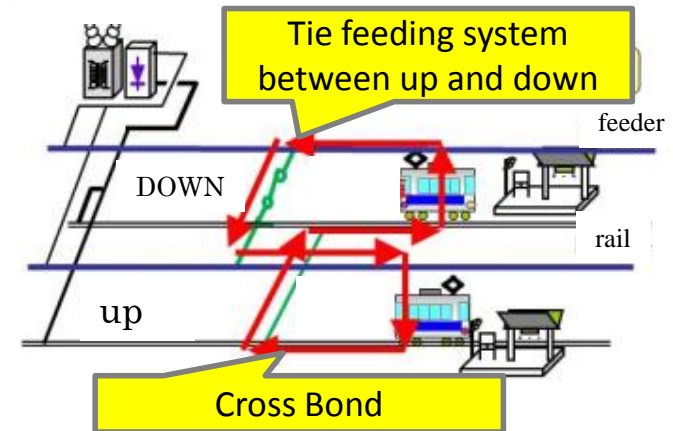 Tie feeding system
between up and down
feeder
DOWN
rail
up
Cross Bond